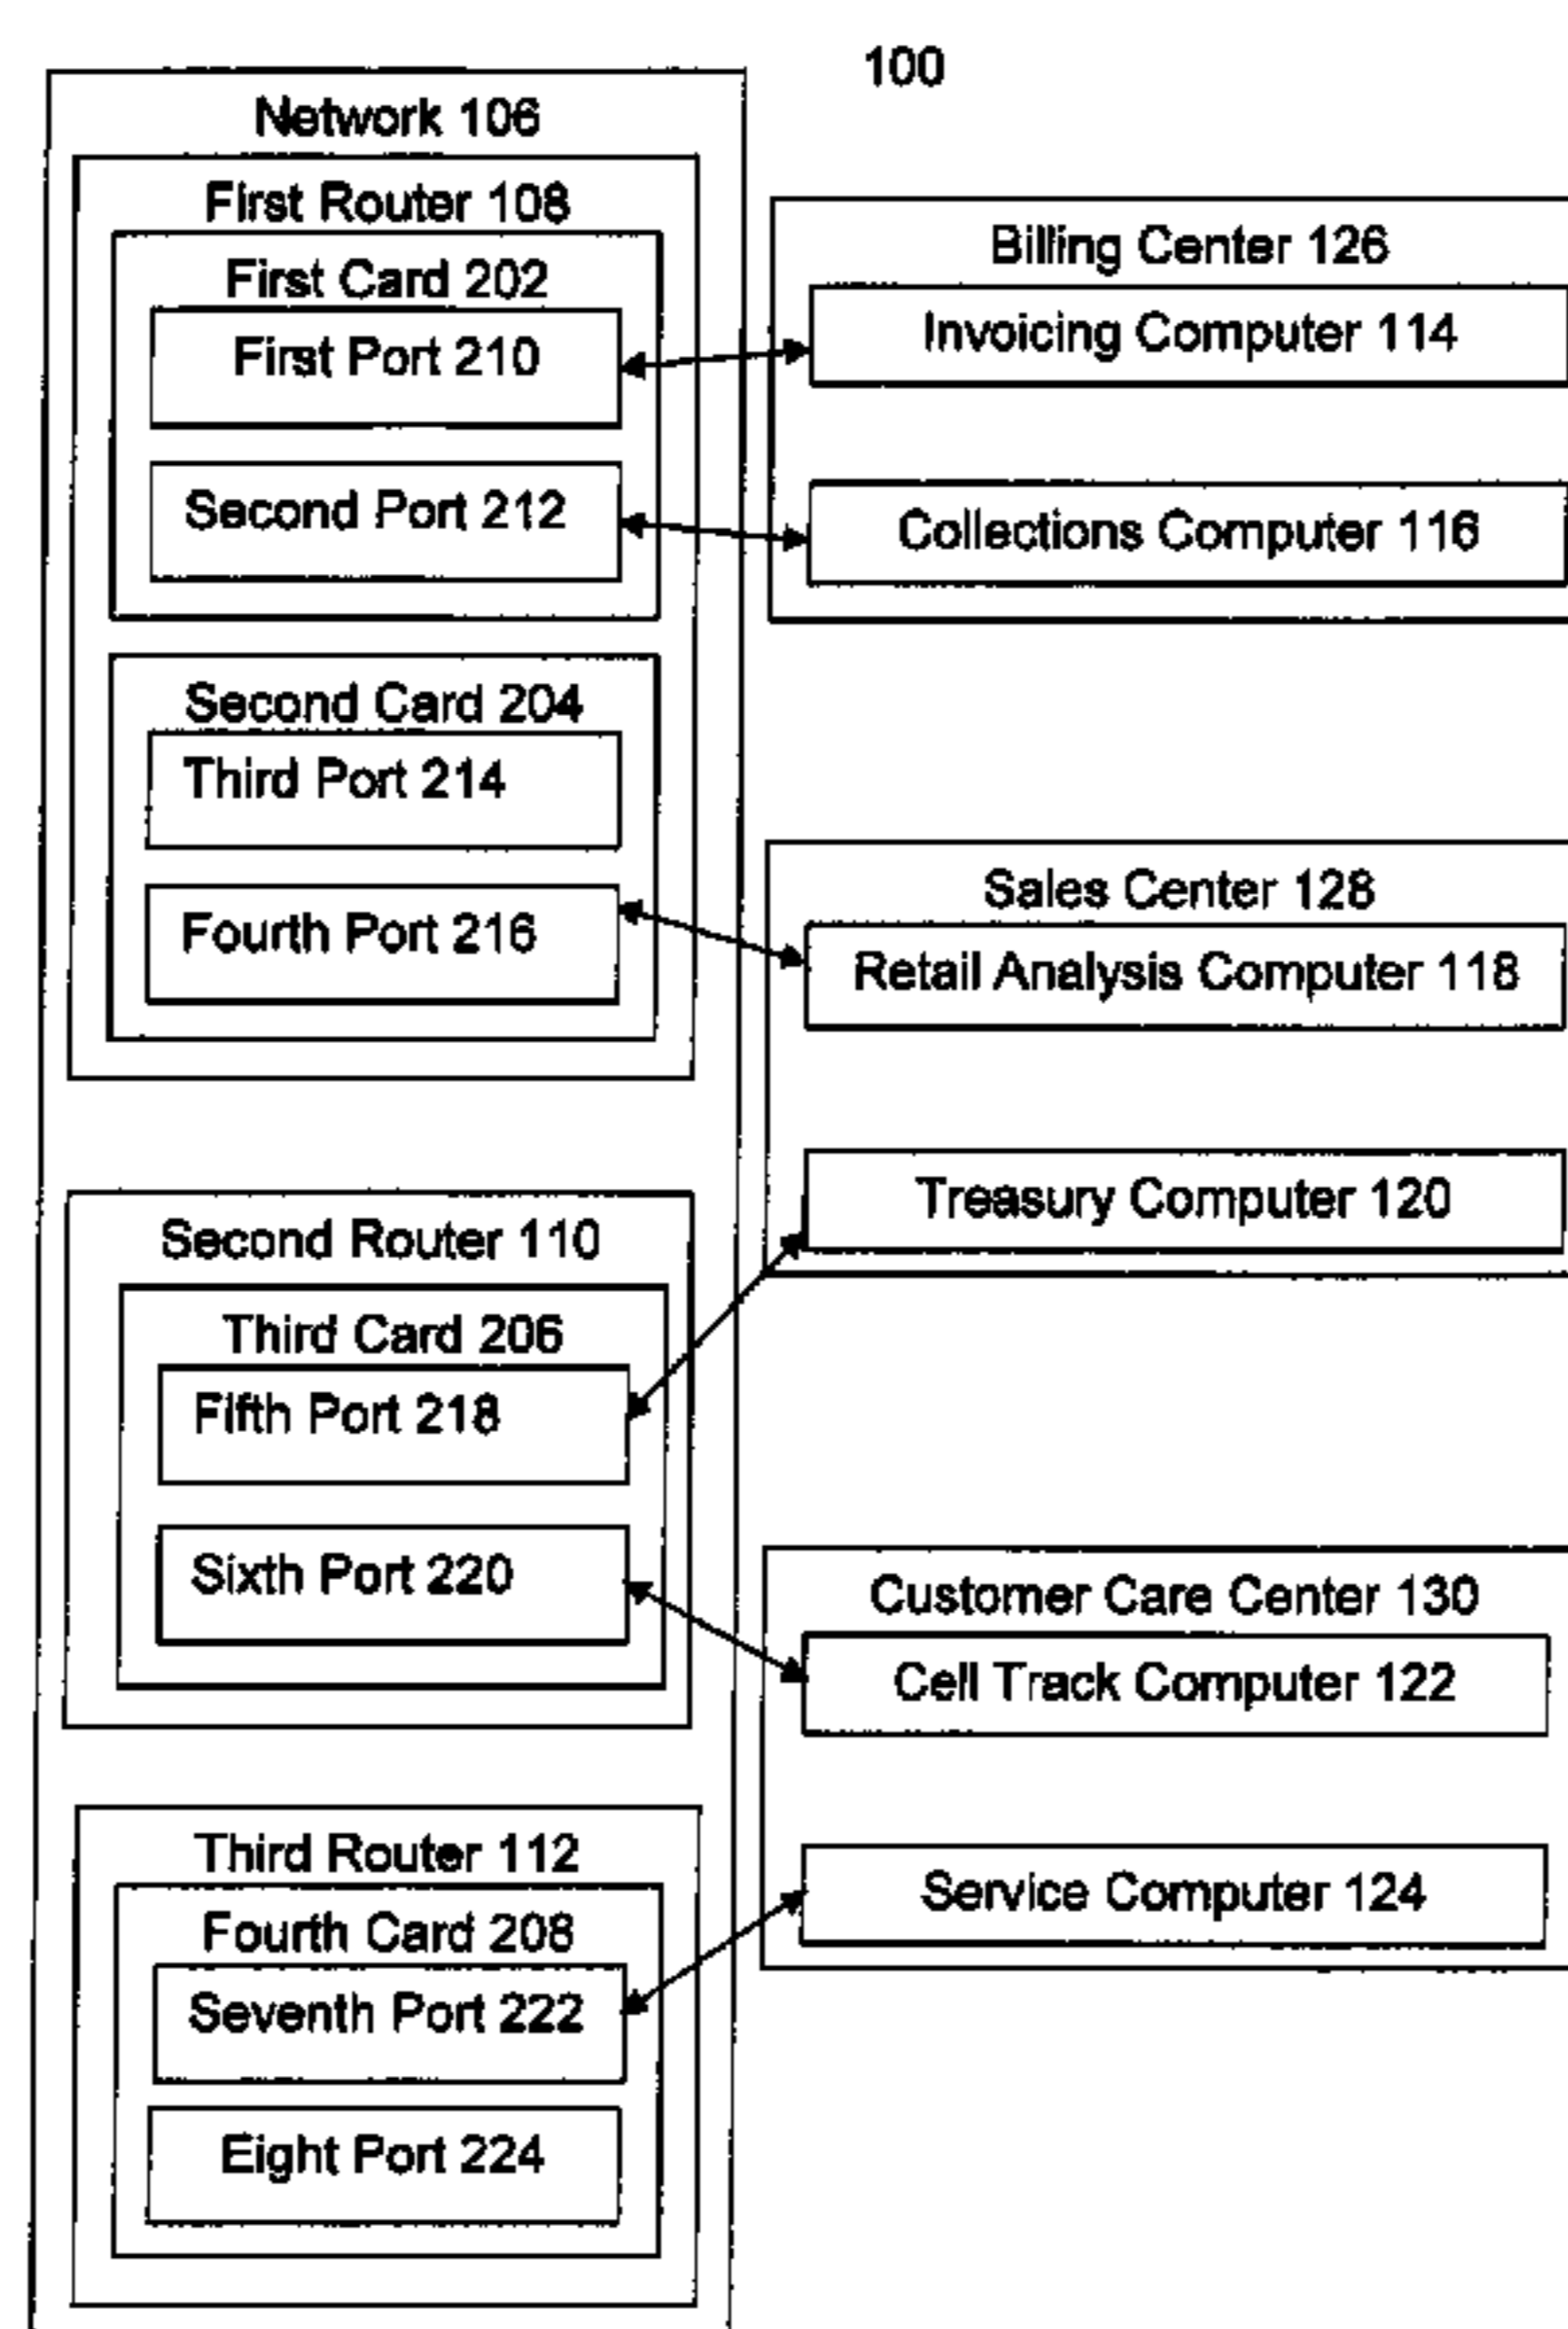 100
Network 106
First Router 108
First Card 202
First Port 210
Second Port 212
Second Card 204
Third Port 214
Fourth Port 216
Second Router 110
Third Card 206
Fifth Port 218
Sixth Port 220
Third Router 112
Fourth Card 208
Seventh Port 222
Eight Port 224
Billing Center 126
Invoicing Computer 114
Collections Computer 116
Sales Center 128
Retail Analysis Computer 118
Treasury Computer 120
Customer Care Center 130
Cell Track Computer 122
Service Computer 124